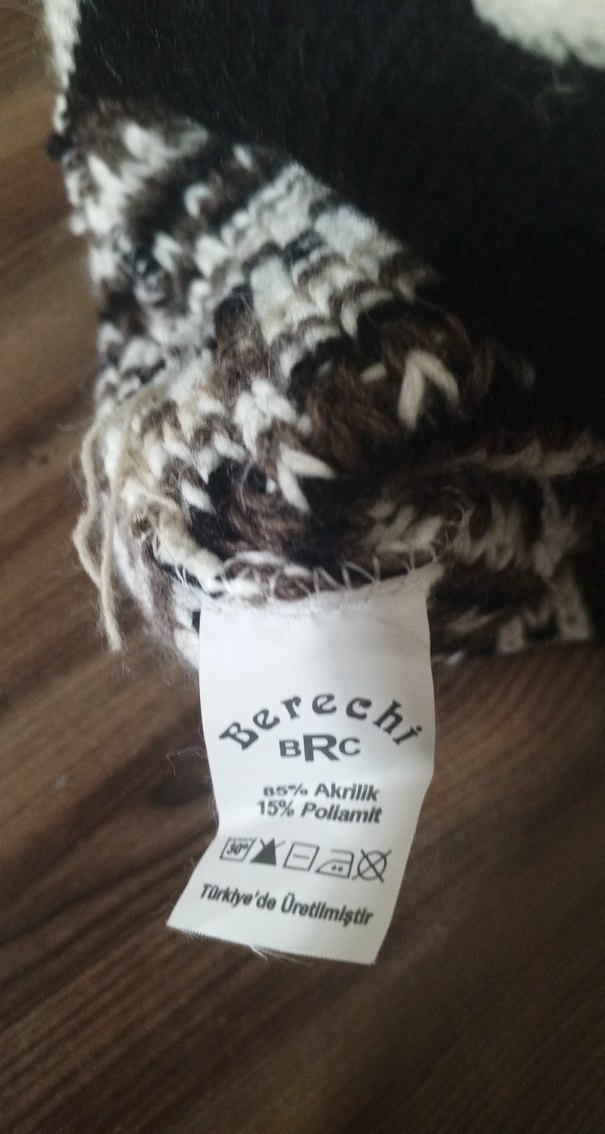 Berechi
BRC
85% Akrilik
15% Poliamit
30°
Türkiye'de Üretilmiştir